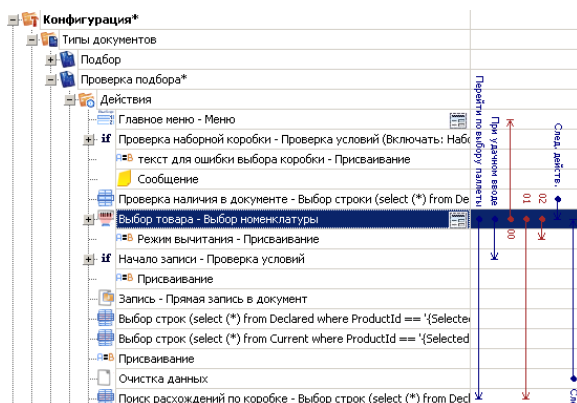 Конфигурация*
Типы документов
Подбор
Проверка подбора*
Действия
Главное меню - Меню
if Проверка наборной коробки - Проверка условий (Включать: Набо
A=B текст для ошибки выбора коробки - Присваивание
Сообщение
Проверка наличия в документе - Выбор строки (select (*) from De
Выбор товара - Выбор номенклатуры
A=B Режим вычитания - Присваивание
if Начало записи - Проверка условий
A=B Присваивание
Запись - Прямая запись в документ
Выбор строк (select (*) from Declared where ProductId == '{Selected
Выбор строк (select (*) from Current where ProductId == '{Selected
A=B Присваивание
Очистка данных
Поиск расхождений по коробке - Выбор строк (select (*) from Decl
Перейти по выбору паллеты
При удачном вводе
00
01
02
След. действ.
Сле